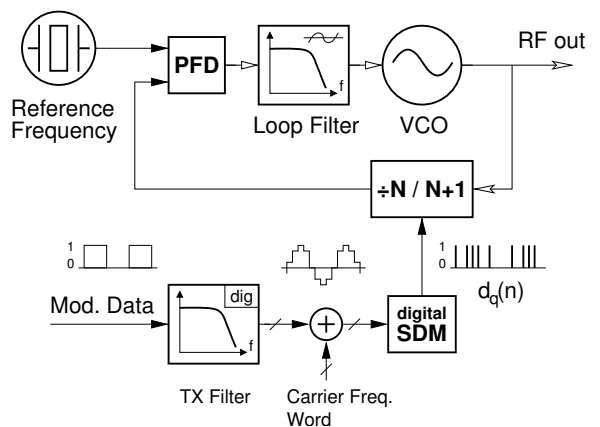 RF out
PFD
f
Reference
Frequency
Loop Filter
VCO
÷N / N+1
1
0
1
0
Mod. Data
dig
f
+
digital
SDM
dq(n)
TX Filter
Carrier Freq.
Word